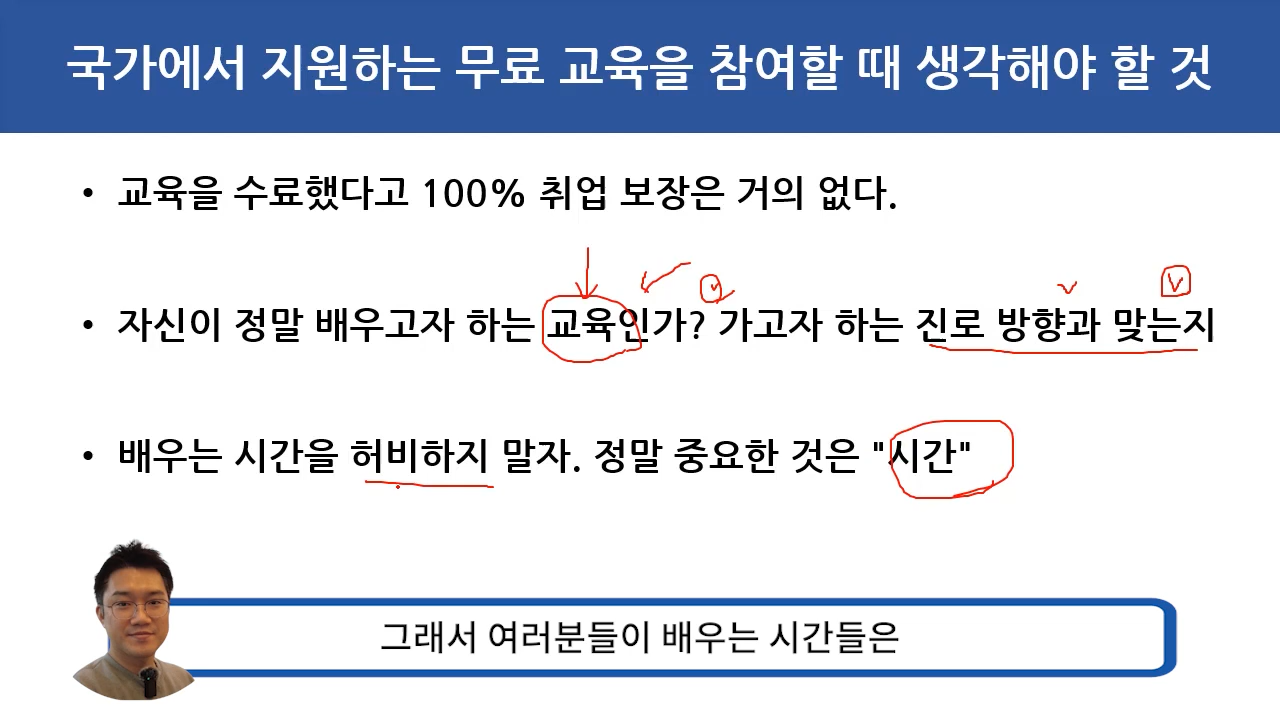 국가에서 지원하는 무료 교육을 참여할 때 생각해야 할 것
• 교육을 수료했다고 100% 취업 보장은 거의 없다.
• 자신이 정말 배우고자 하는 교육인가? 가고자 하는 진로 방향과 맞는지
• 배우는 시간을 허비하지 말자. 정말 중요한 것은 "시간"
그래서 여러분들이 배우는 시간들은